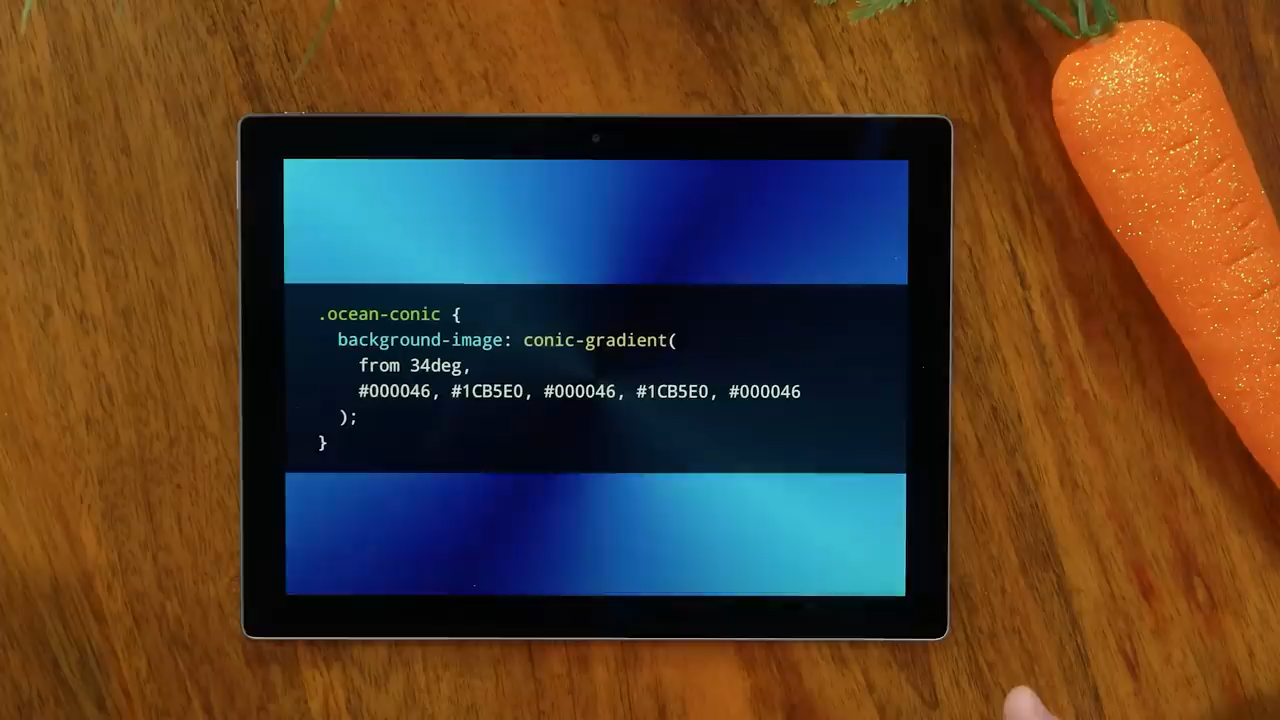 .ocean-conic {
background-image: conic-gradient(
from 34deg,
#000046, #1CB5E0, #000046, #1CB5E0, #000046
);
}